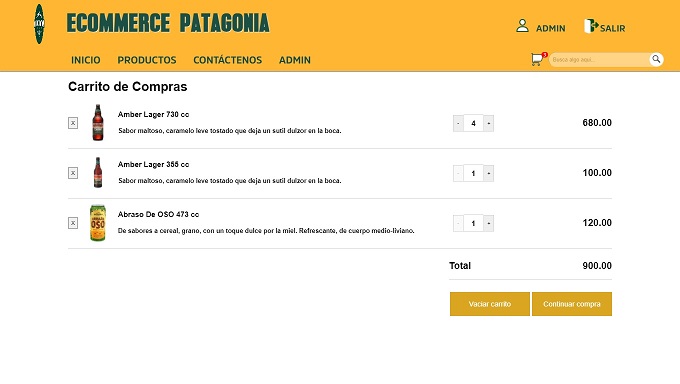 ECOMMERCE PATAGONIA
ADMIN
SALIR
INICIO PRODUCTOS CONTÁCTENOS ADMIN
Busca algo aquí..
Carrito de Compras
X
Amber Lager 730 cc
Sabor maltoso, caramelo leve tostado que deja un sutil dulzor en la boca.
- 4 +
680.00
X
Amber Lager 355 cc
Sabor maltoso, caramelo leve tostado que deja un sutil dulzor en la boca.
- 1 +
100.00
X
OSO
Abraso De OSO 473 cc
De sabores a cereal, grano, con un toque dulce por la miel. Refrescante, de cuerpo medio-liviano.
- 1 +
120.00
Total 900.00
Vaciar carrito Continuar compra